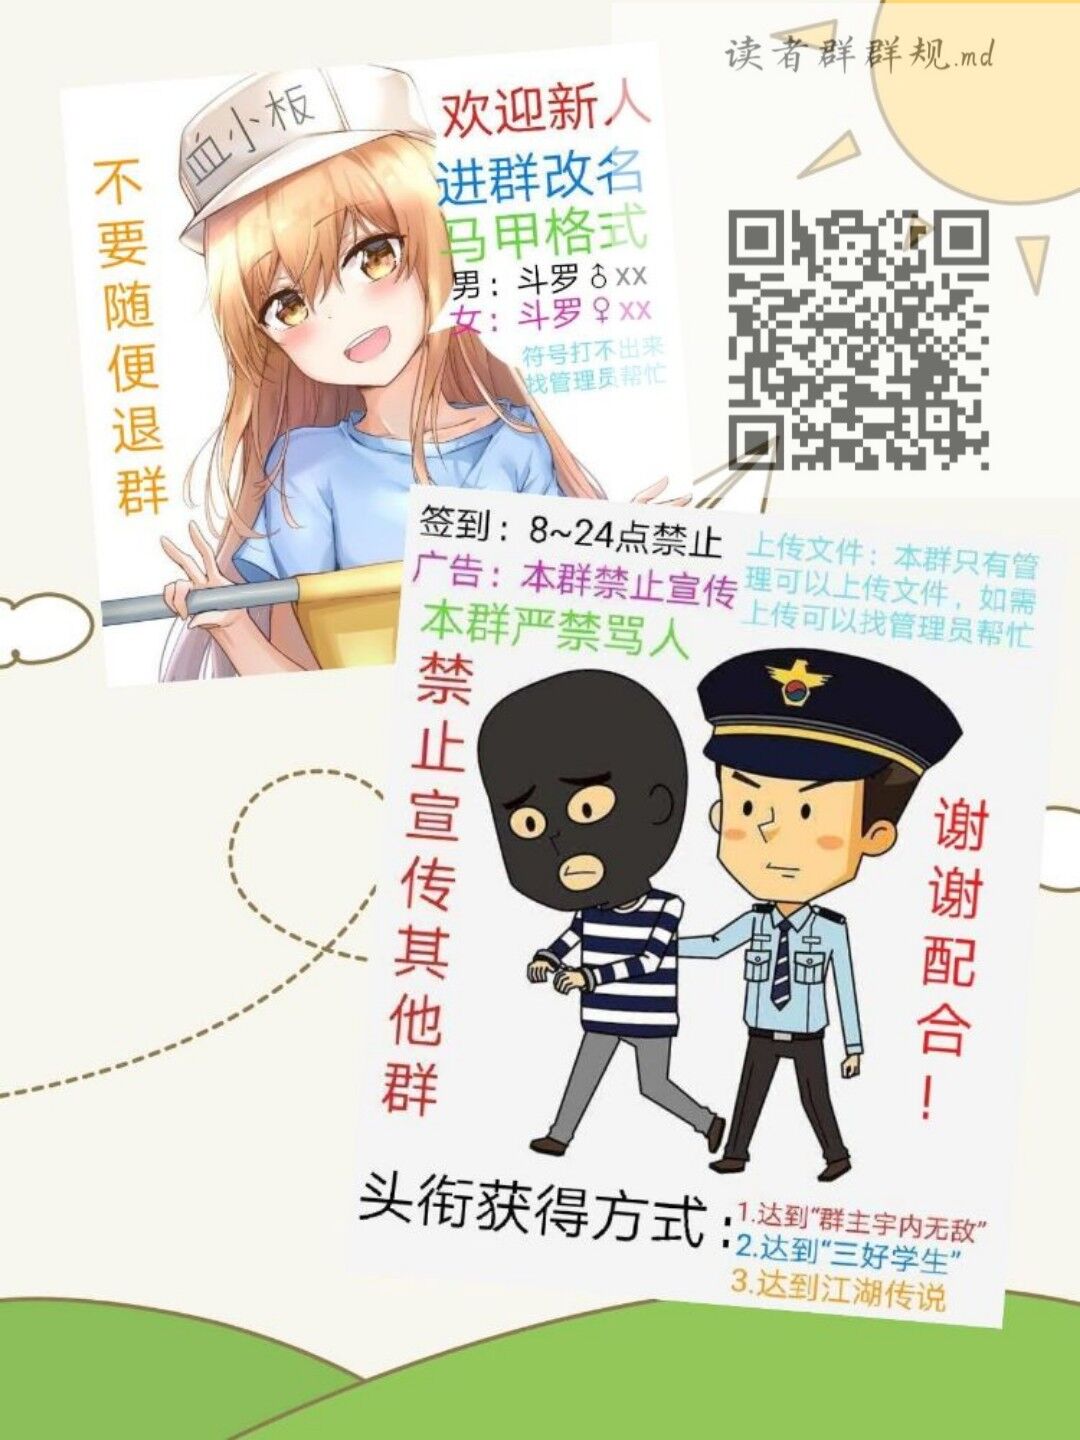 读者群群规.md
血小板
不要随便退群
欢迎新人
进群改名
马甲格式
男：斗罗♂xx
女：斗罗♀xx
符号打不出来
找管理员帮忙
签到：8~24点禁止
广告：本群禁止宣传
本群严禁骂人
上传文件：本群只有管
理可以上传文件，如需
上传可以找管理员帮忙
禁止宣传其他群
谢谢配合！
头衔获得方式：
1.达到“群主宇内无敌”
2.达到“三好学生”
3.达到江湖传说